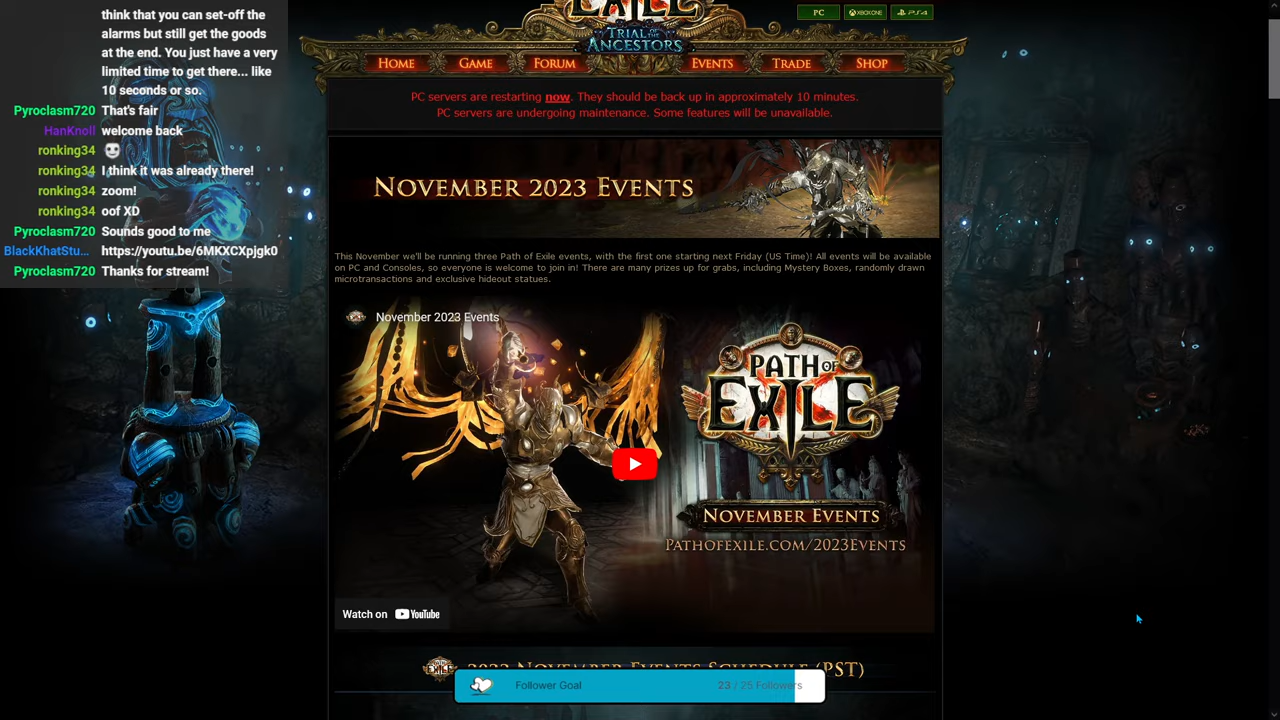 think that you can set-off the
alarms but still get the goods
at the end. You just have a very
limited time to get there... like
10 seconds or so.
Pyroclasm720 That's fair
HanKnoll welcome back
ronking34
ronking34 I think it was already there!
ronking34 zoom!
ronking34 oof XD
Pyroclasm720 Sounds good to me
BlackKhatStu... https://youtu.be/6MKXCXpjgk0
Pyroclasm720 Thanks for stream!
EXILE
TRIAL OF THE ANCESTORS
PC XBOX ONE PS4
HOME GAME FORUM EVENTS TRADE SHOP
PC servers are restarting now. They should be back up in approximately 10 minutes.
PC servers are undergoing maintenance. Some features will be unavailable.
NOVEMBER 2023 EVENTS
This November we'll be running three Path of Exile events, with the first one starting next Friday (US Time)! All events will be available
on PC and Consoles, so everyone is welcome to join in! There are many prizes up for grabs, including Mystery Boxes, randomly drawn
microtransactions and exclusive hideout statues.
November 2023 Events
PATH OF
EXILE
NOVEMBER EVENTS
PATHOFEXILE.COM/2023EVENTS
Watch on YouTube
2023 NOVEMBER EVENTS SCHEDULE (PST)
Follower Goal 23 / 25 Followers